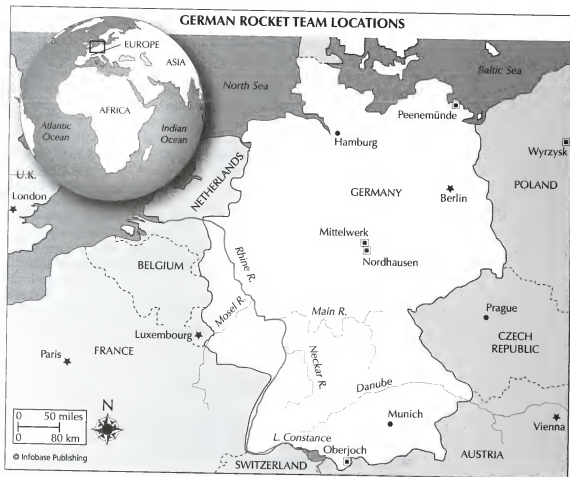 GERMAN ROCKET TEAM LOCATIONS
EUROPE
ASIA
AFRICA
Atlantic
Ocean
Indian
Ocean
North Sea
Baltic Sea
Peenemünde
Hamburg
Wyrzysk
U.K.
London
NETHERLANDS
GERMANY
Berlin
POLAND
Mittelwerk
Nordhausen
BELGIUM
Rhine R.
Mosel R.
Main R.
Prague
Luxembourg
CZECH
REPUBLIC
Paris
FRANCE
Neckar R.
Danube
0 50 miles
0 80 km
N
Munich
Vienna
L. Constance
Oberjoch
AUSTRIA
SWITZERLAND
© Infobase Publishing